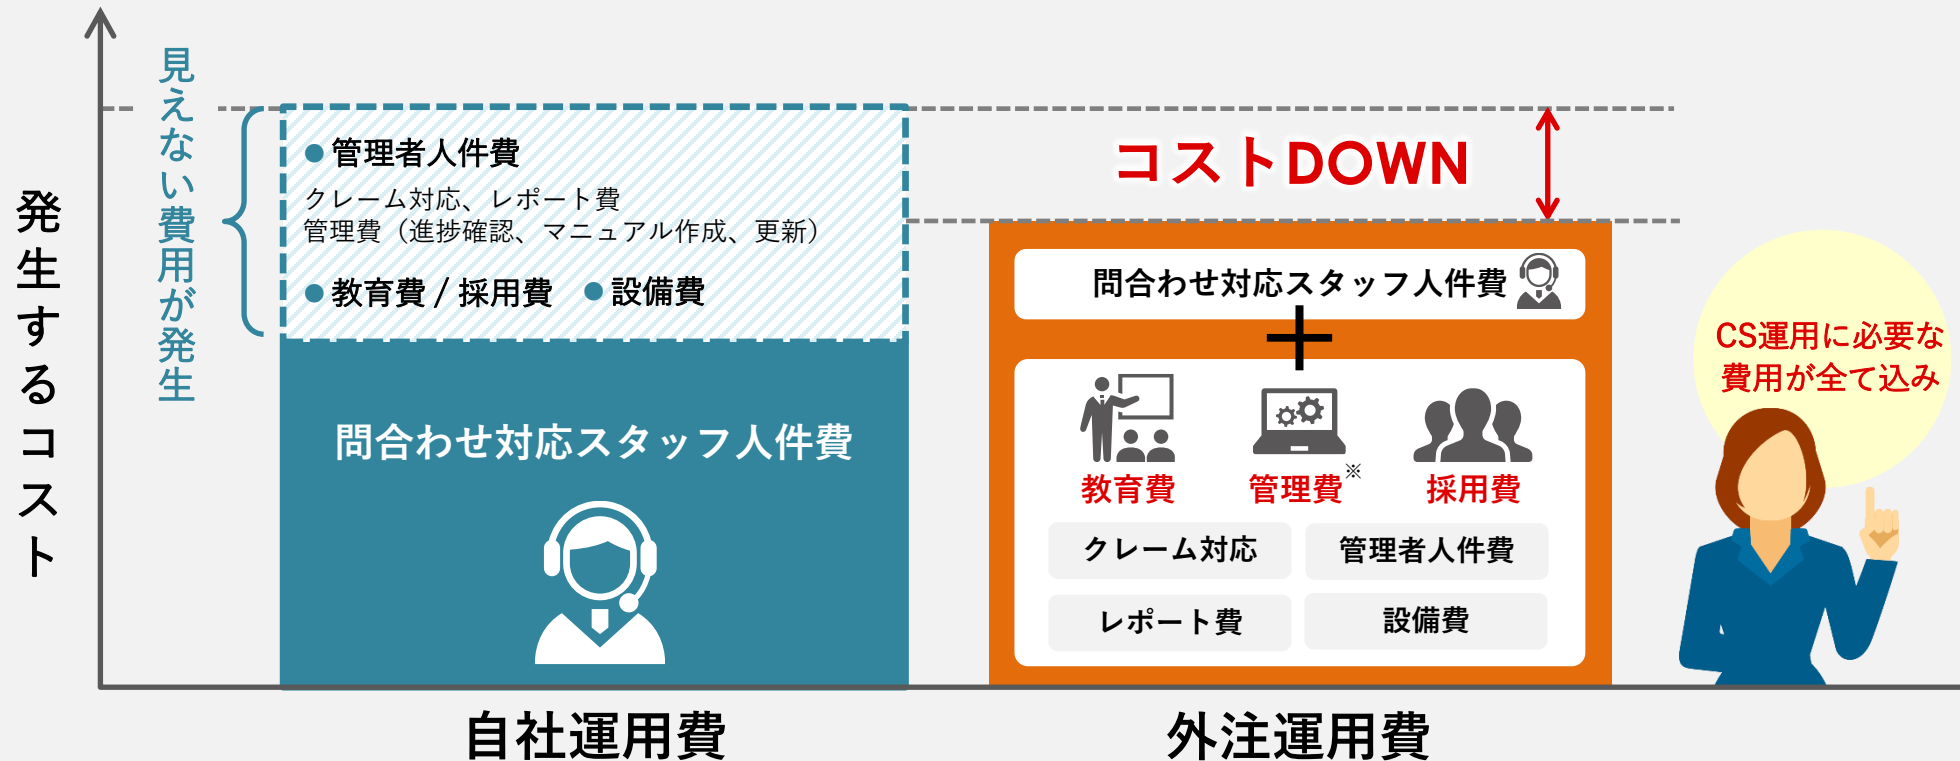 発生するコスト
見えない費用が発生
管理者人件費
クレーム対応、レポート費
管理費（進捗確認、マニュアル作成、更新）
教育費 / 採用費
設備費
問合わせ対応スタッフ人件費
自社運用費
コストDOWN
問合わせ対応スタッフ人件費
＋
教育費
管理費※
採用費
クレーム対応
管理者人件費
レポート費
設備費
外注運用費
CS運用に必要な
費用が全て込み